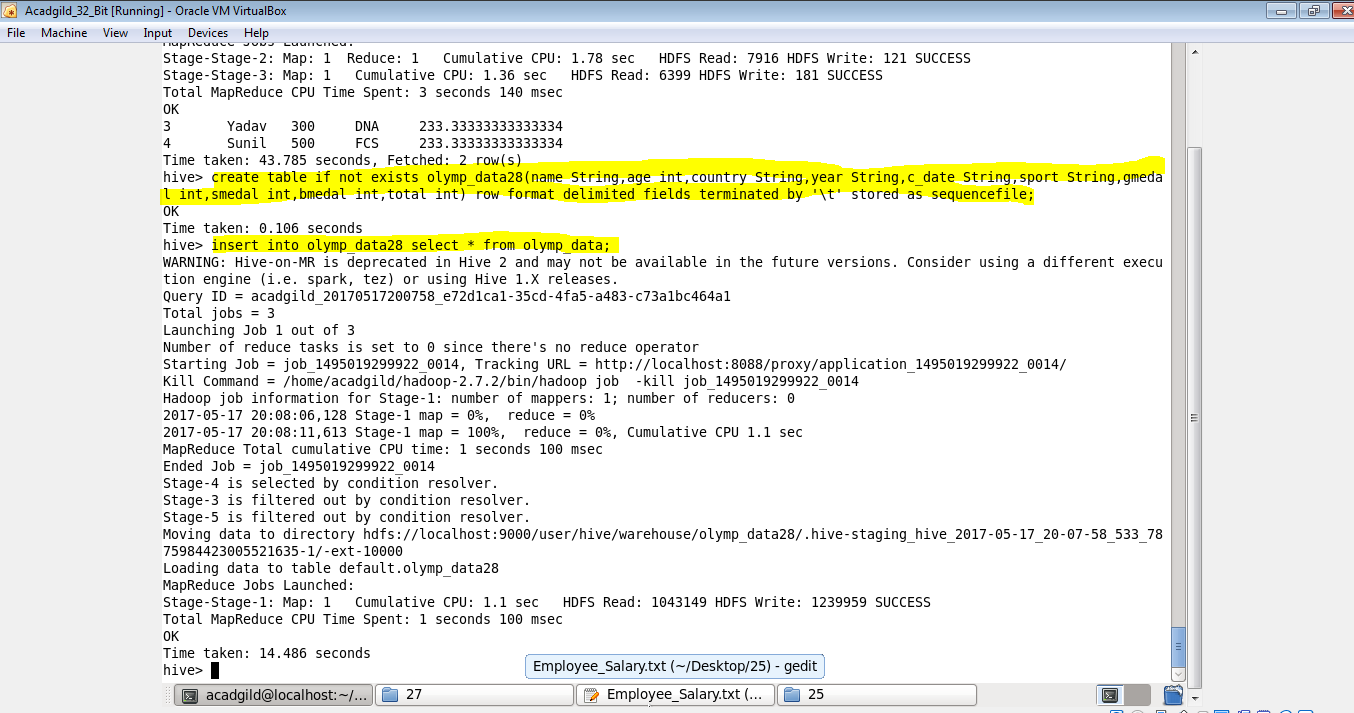 Acadgild_32_Bit [Running] - Oracle VM VirtualBox
File Machine View Input Devices Help
MapReduce Jobs Launched:
Stage-Stage-2: Map: 1  Reduce: 1   Cumulative CPU: 1.78 sec   HDFS Read: 7916 HDFS Write: 121 SUCCESS
Stage-Stage-3: Map: 1   Cumulative CPU: 1.36 sec   HDFS Read: 6399 HDFS Write: 181 SUCCESS
Total MapReduce CPU Time Spent: 3 seconds 140 msec
OK
3       Yadav   300     DNA     233.33333333333334
4       Sunil   500     FCS     233.33333333333334
Time taken: 43.785 seconds, Fetched: 2 row(s)
hive> create table if not exists olymp_data28(name String,age int,country String,year String,c_date String,sport String,gmeda
l int,smedal int,bmedal int,total int) row format delimited fields terminated by '\t' stored as sequencefile;
OK
Time taken: 0.106 seconds
hive> insert into olymp_data28 select * from olymp_data;
WARNING: Hive-on-MR is deprecated in Hive 2 and may not be available in the future versions. Consider using a different execu
tion engine (i.e. spark, tez) or using Hive 1.X releases.
Query ID = acadgild_20170517200758_e72d1ca1-35cd-4fa5-a483-c73a1bc464a1
Total jobs = 3
Launching Job 1 out of 3
Number of reduce tasks is set to 0 since there's no reduce operator
Starting Job = job_1495019299922_0014, Tracking URL = http://localhost:8088/proxy/application_1495019299922_0014/
Kill Command = /home/acadgild/hadoop-2.7.2/bin/hadoop job  -kill job_1495019299922_0014
Hadoop job information for Stage-1: number of mappers: 1; number of reducers: 0
2017-05-17 20:08:06,128 Stage-1 map = 0%,  reduce = 0%
2017-05-17 20:08:11,613 Stage-1 map = 100%,  reduce = 0%, Cumulative CPU 1.1 sec
MapReduce Total cumulative CPU time: 1 seconds 100 msec
Ended Job = job_1495019299922_0014
Stage-4 is selected by condition resolver.
Stage-3 is filtered out by condition resolver.
Stage-5 is filtered out by condition resolver.
Moving data to directory hdfs://localhost:9000/user/hive/warehouse/olymp_data28/.hive-staging_hive_2017-05-17_20-07-58_533_78
75984423005521635-1/-ext-10000
Loading data to table default.olymp_data28
MapReduce Jobs Launched:
Stage-Stage-1: Map: 1   Cumulative CPU: 1.1 sec   HDFS Read: 1043149 HDFS Write: 1239959 SUCCESS
Total MapReduce CPU Time Spent: 1 seconds 100 msec
OK
Time taken: 14.486 seconds
hive>
Employee_Salary.txt (~/Desktop/25) - gedit
acadgild@localhost:~/... 27 Employee_Salary.txt (... 25